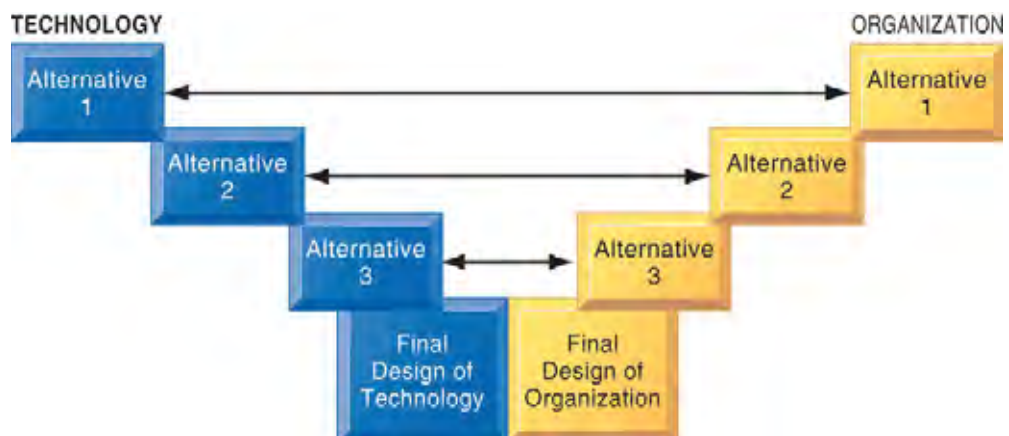 TECHNOLOGY
ORGANIZATION
Alternative
1
Alternative
1
Alternative
2
Alternative
2
Alternative
3
Alternative
3
Final
Design of
Technology
Final
Design of
Organization